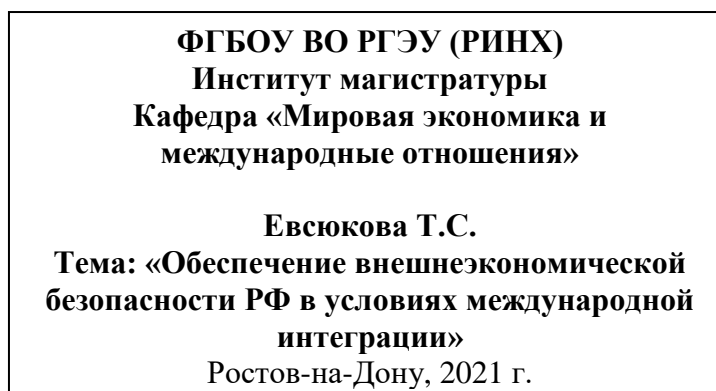 ФГБОУ ВО РГЭУ (РИНХ)
Институт магистратуры
Кафедра «Мировая экономика и
международные отношения»
Евсюкова Т.С.
Тема: «Обеспечение внешнеэкономической
безопасности РФ в условиях международной
интеграции»
Ростов-на-Дону, 2021 г.